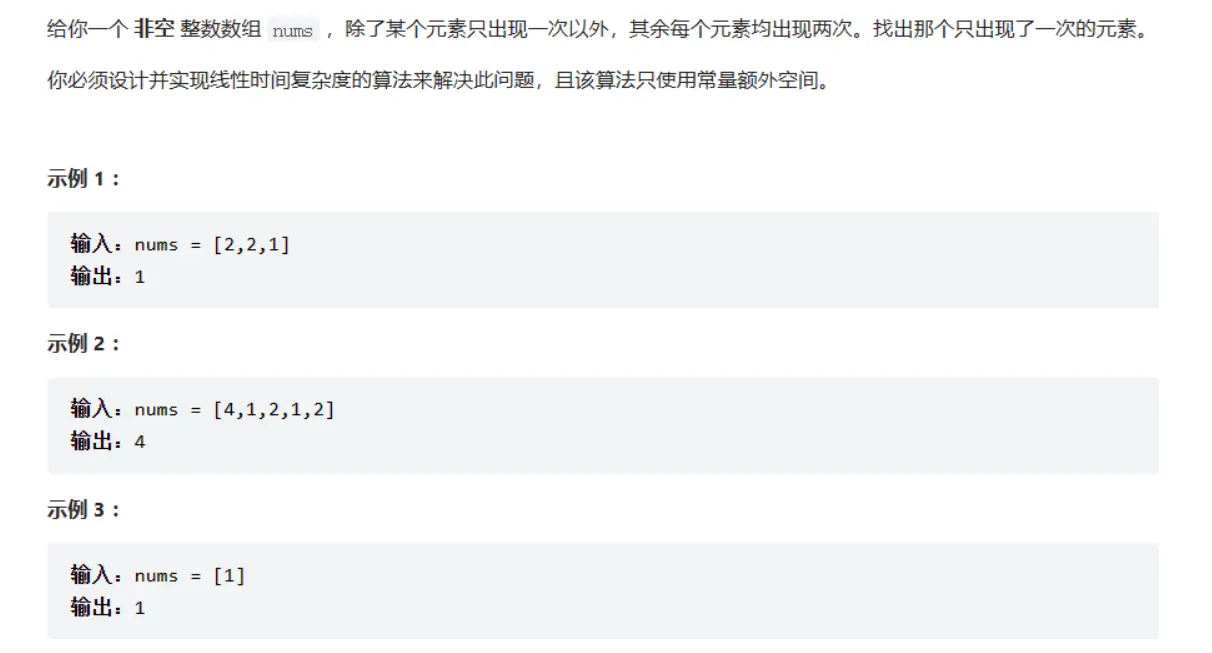 给你一个 非空 整数数组 nums ，除了某个元素只出现一次以外，其余每个元素均出现两次。找出那个只出现了一次的元素。
你必须设计并实现线性时间复杂度的算法来解决此问题，且该算法只使用常量额外空间。
示例 1：
输入：nums = [2,2,1]
输出：1
示例 2：
输入：nums = [4,1,2,1,2]
输出：4
示例 3：
输入：nums = [1]
输出：1